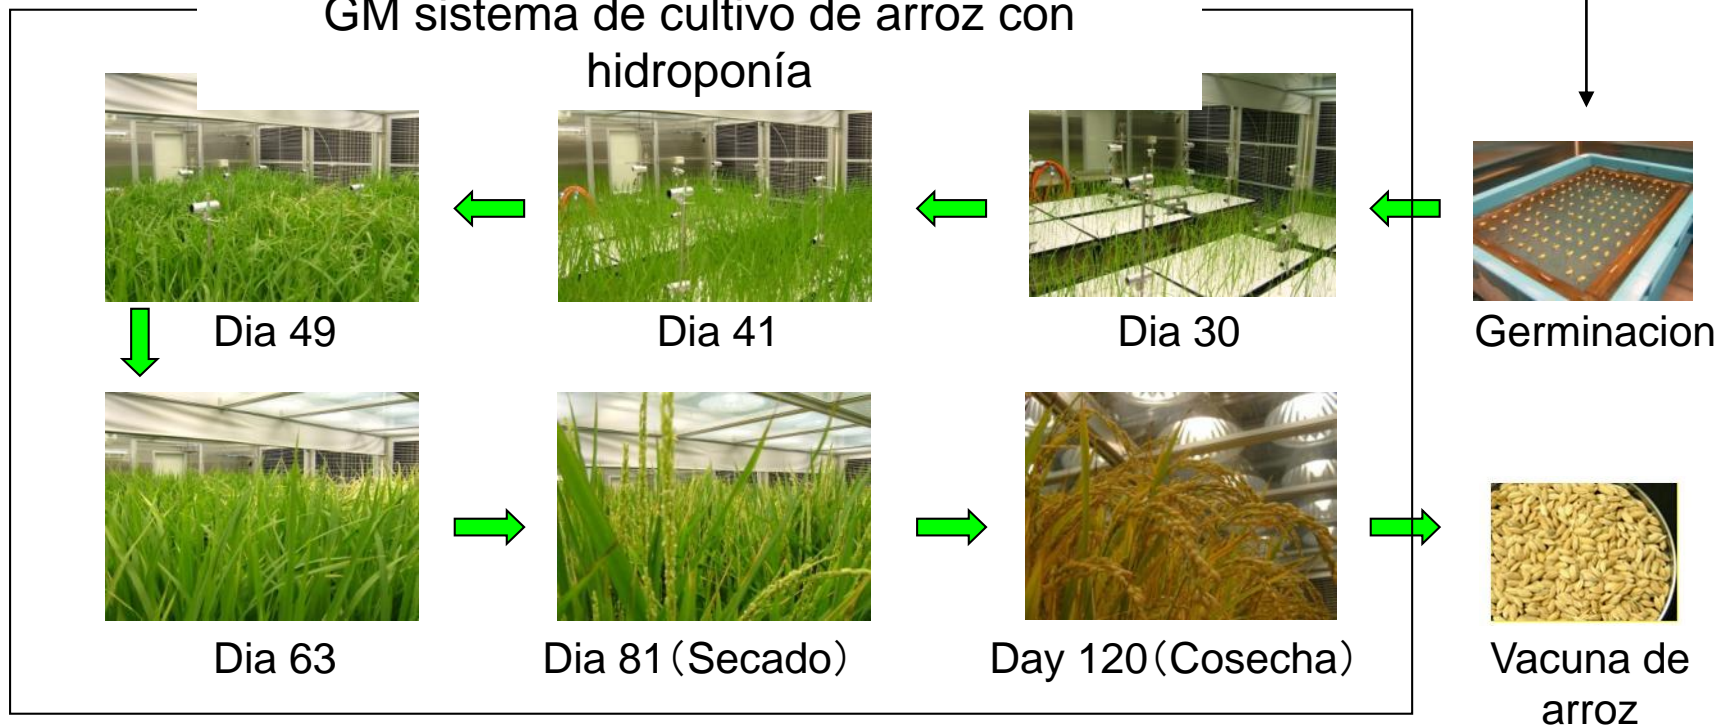 GM sistema de cultivo de arroz con
hidroponía
Dia 49
Dia 41
Dia 30
Germinacion
Dia 63
Dia 81（Secado）
Day 120（Cosecha）
Vacuna de
arroz